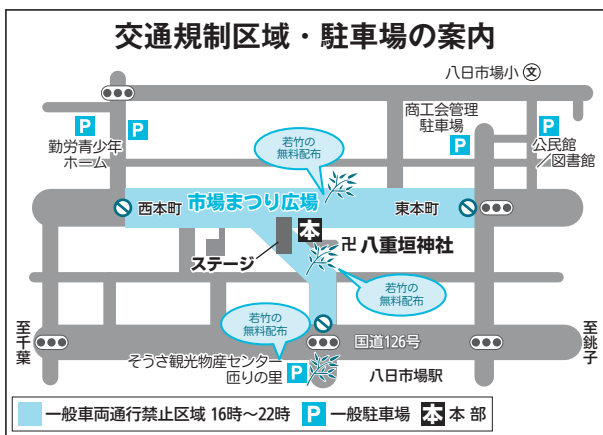 交通規制区域・駐車場の案内
八日市場小 文
商工会管理
駐車場
P
P
P
P
勤労青少年
ホーム
公民館
／図書館
若竹の
無料配布
西本町
市場まつり広場
東本町
本
卍八重垣神社
ステージ
若竹の
無料配布
若竹の
無料配布
至千葉
国道126号
至銚子
そうさ観光物産センター
匝りの里 P
八日市場駅
一般車両通行禁止区域 16時〜22時 P 一般駐車場 本 本部